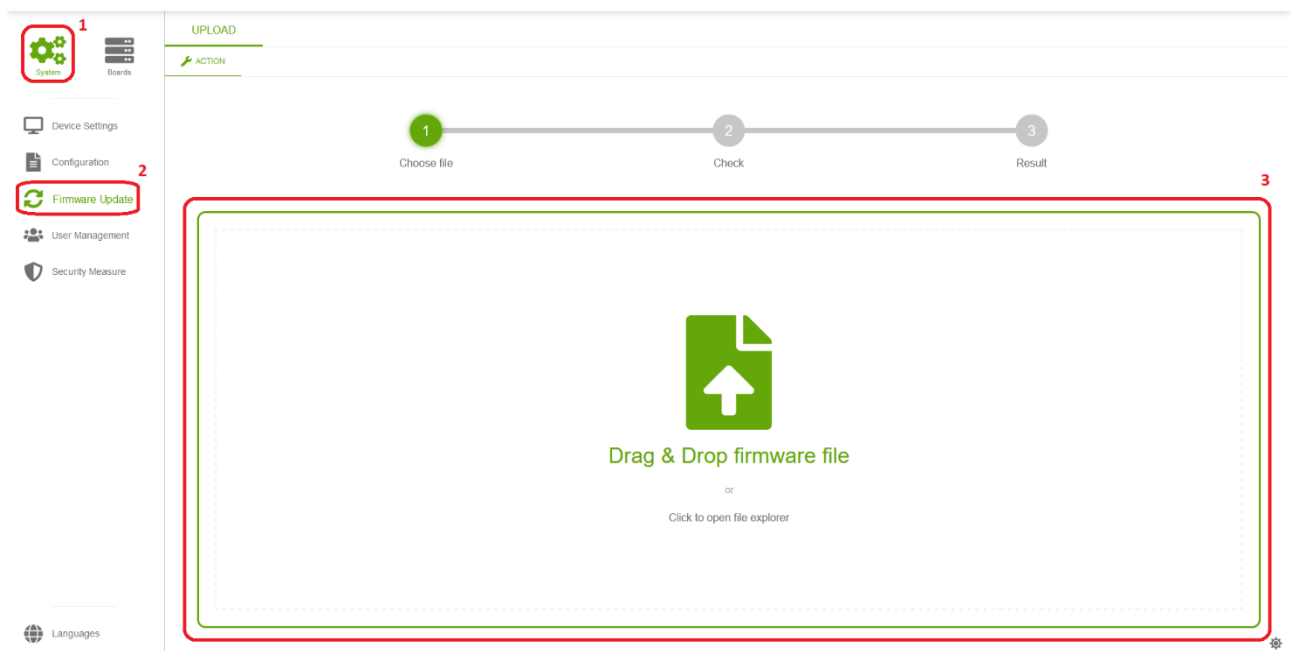 1
System
Boards
Device Settings
Configuration
2
Firmware Update
User Management
Security Measure
Languages
UPLOAD
ACTION
1
2
3
Choose file
Check
Result
3
Drag & Drop firmware file
or
Click to open file explorer